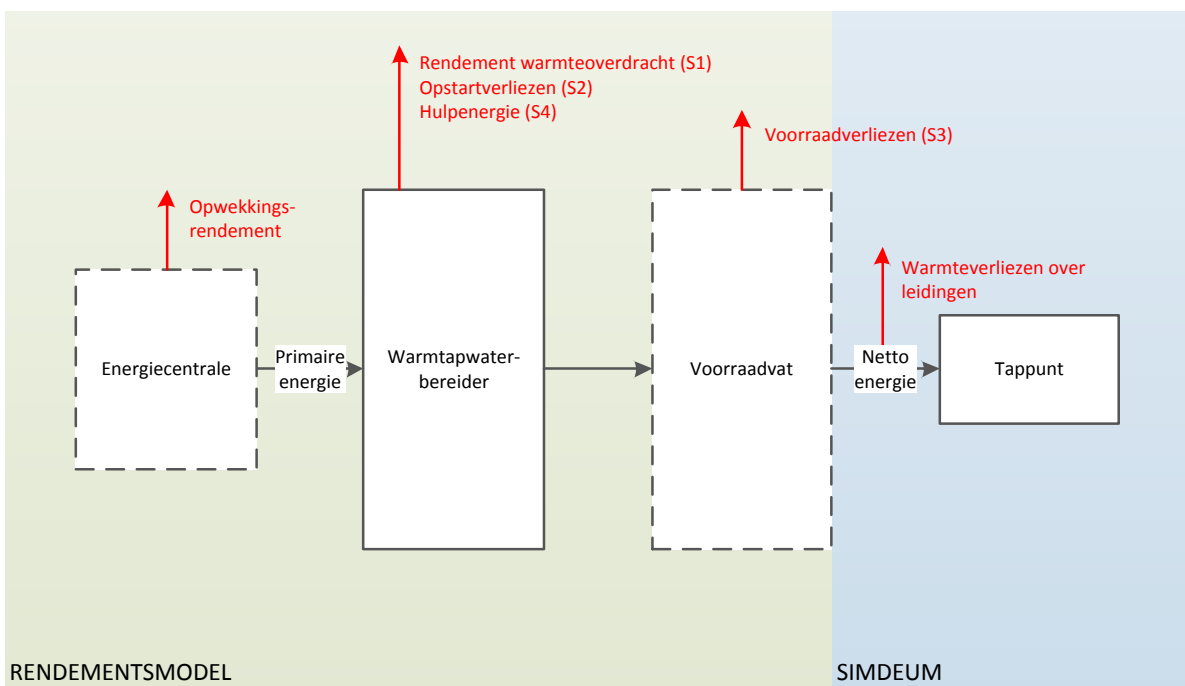 Rendement warmteoverdracht (S1)
Opstartverliezen (S2)
Hulpenergie (S4)
Voorraadverliezen (S3)
Opwekkings-
rendement
Warmteverliezen over
leidingen
Energiecentrale
Primaire
energie
Warmtapwater-
bereider
Voorraadvat
Netto
energie
Tappunt
RENDEMENTSMODEL
SIMDEUM